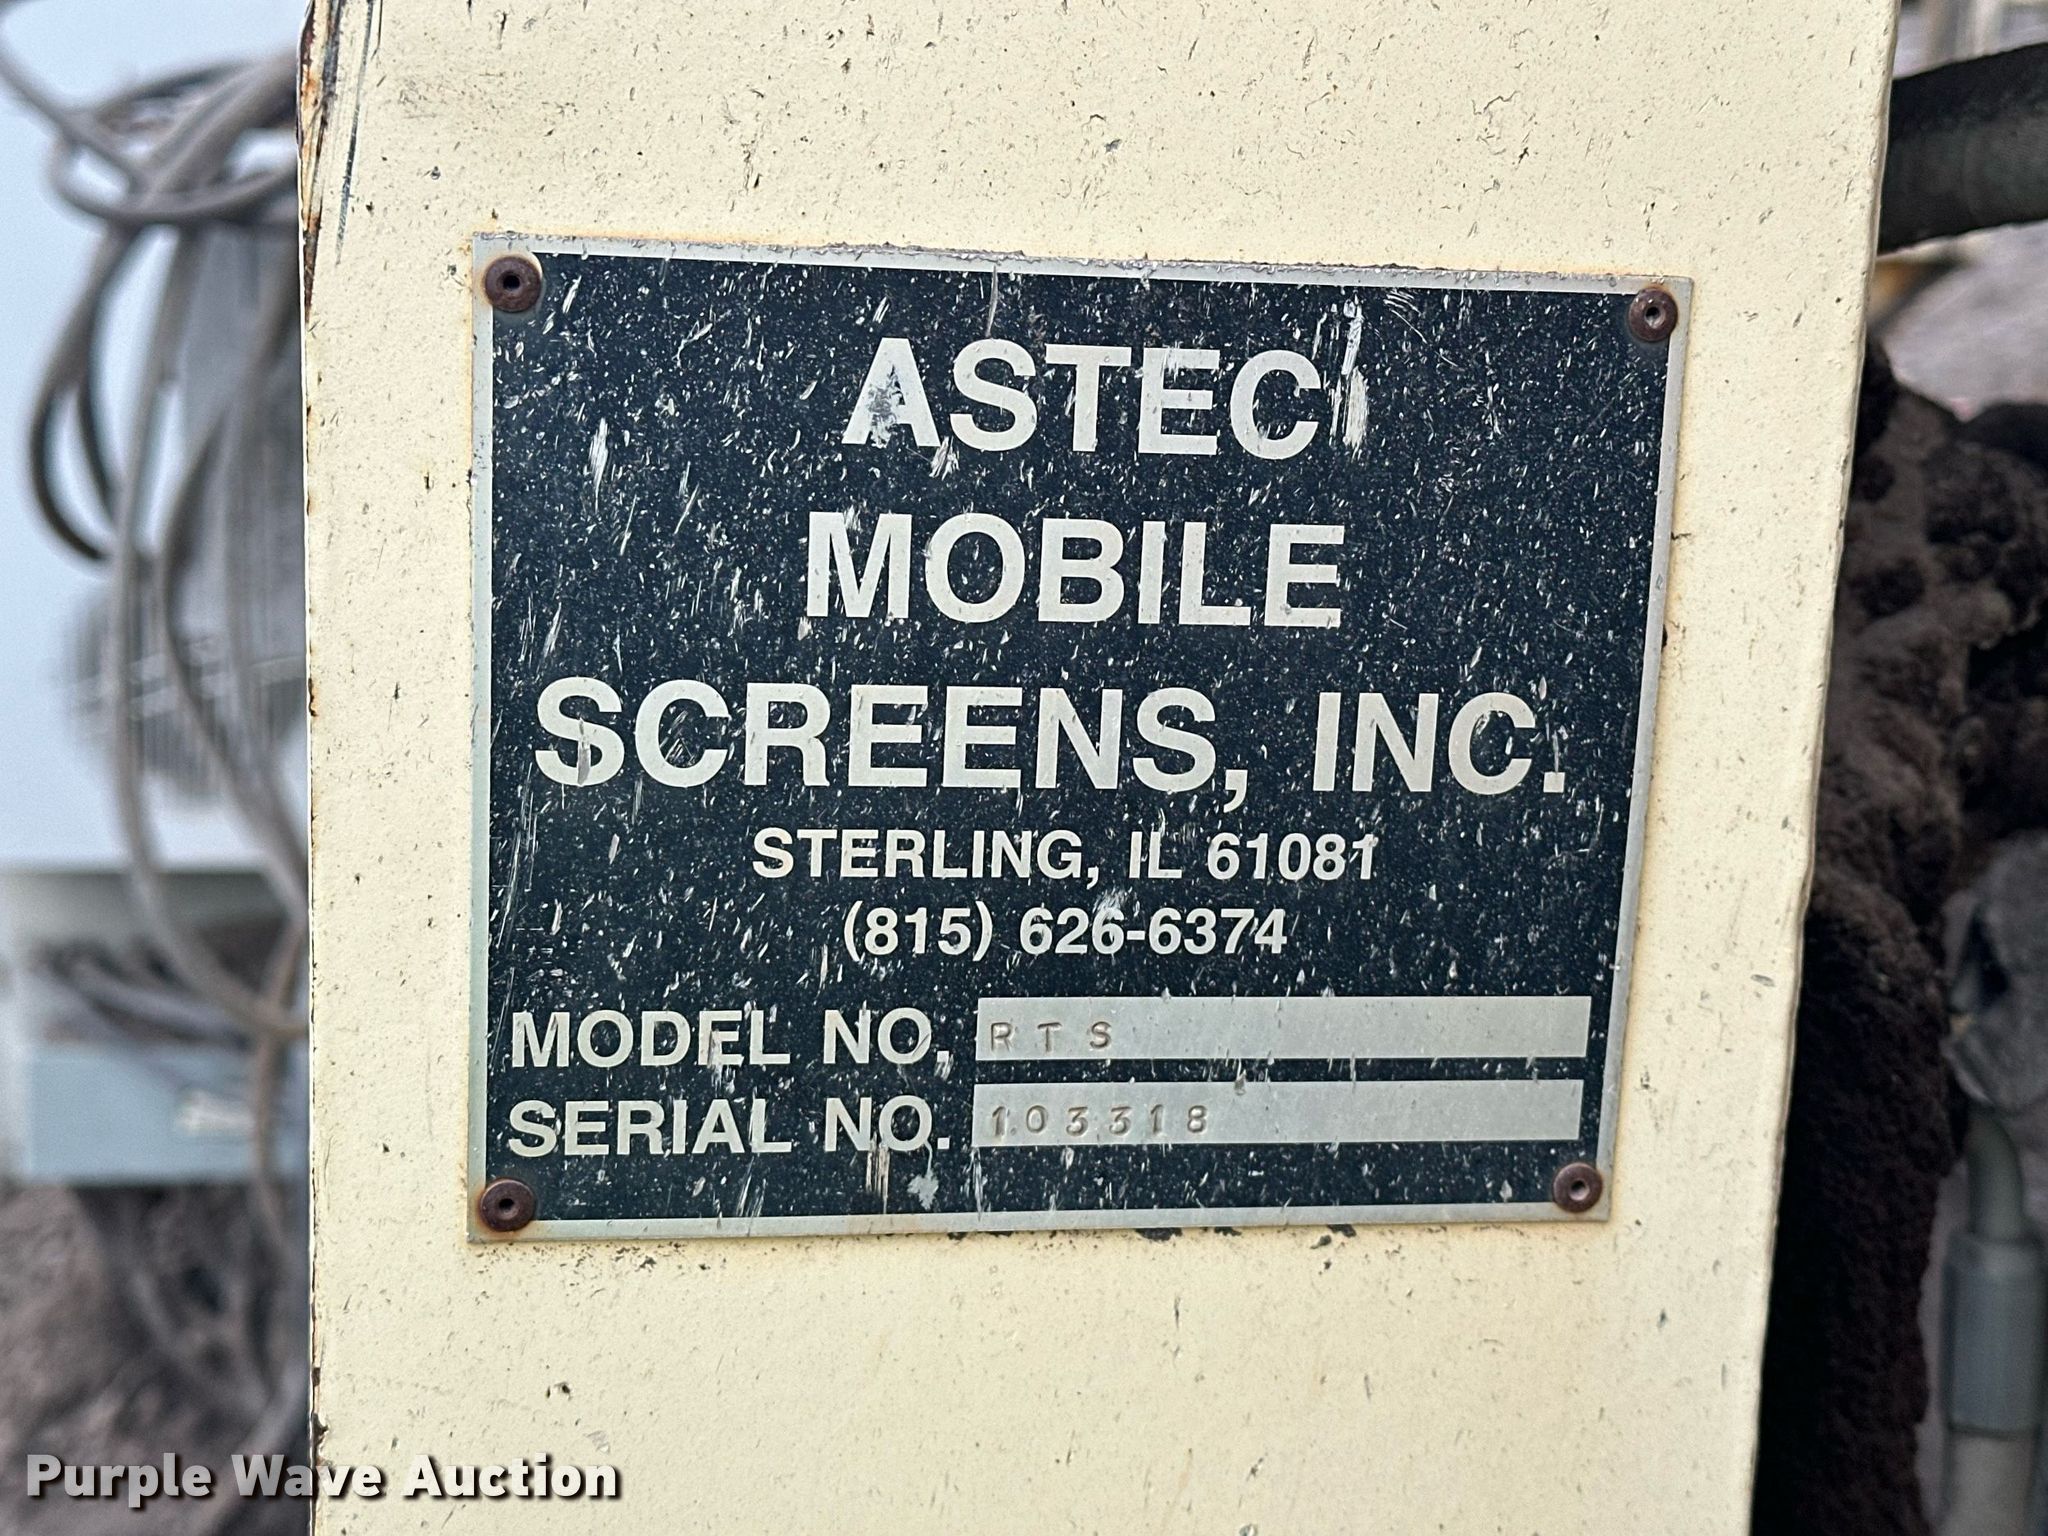 ASTEC
MOBILE
SCREENS, INC.
STERLING, IL 61081
(815) 626-6374
MODEL NO. RTS
SERIAL NO. 103318
Purple Wave Auction